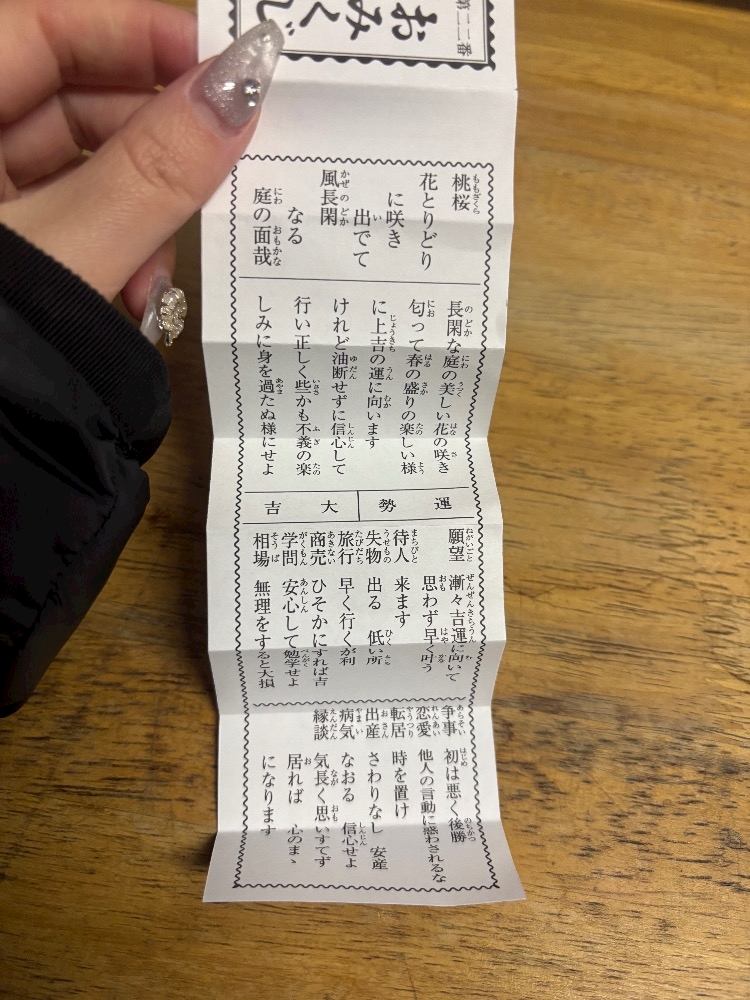 第二二番
おみくじ
桃桜
花とりどり
に咲き
出でて
風長閑
なる
庭の面哉
長閑な庭の美しい花の咲き
匂って春の盛りの楽しい様
に上吉の運に向います
けれど油断せずに信心して
行い正しく些かも不義の楽
しみに身を過たぬ様にせよ
運勢
大吉
願望 漸々吉運に向いて
思わず早く叶う
待人 来ます
失物 出る 低い所
旅行 早く行くが利
商売 ひそかにすれば吉
学問 安心して勉学せよ
相場 無理をすると大損
争事 初は悪く後勝
恋愛 他人の言動に惑わされるな
転居 時を置け
出産 さわりなし 安産
病気 なおる 信心せよ
縁談 気長く思いすてず
居れば 心のまゝ
になります